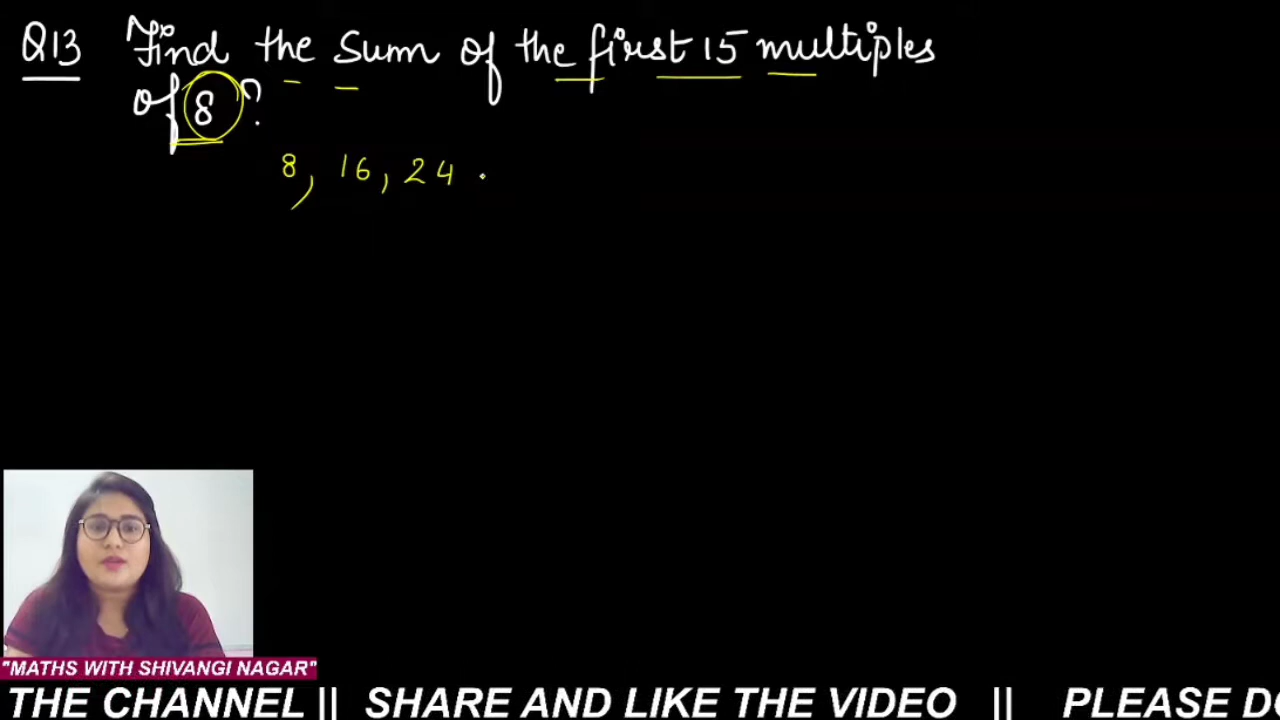 Q13 Find the sum of the first 15 multiples
of 8?
8, 16, 24 .
"MATHS WITH SHIVANGI NAGAR"
THE CHANNEL || SHARE AND LIKE THE VIDEO || PLEASE DO